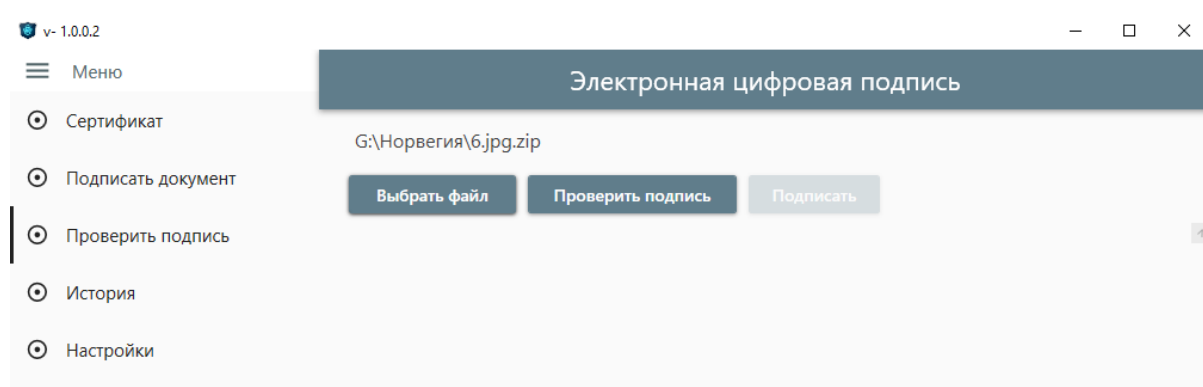 v- 1.0.0.2
Меню
Электронная цифровая подпись
Сертификат
Подписать документ
Проверить подпись
История
Настройки
G:\Норвегия\6.jpg.zip
Выбрать файл Проверить подпись Подписать